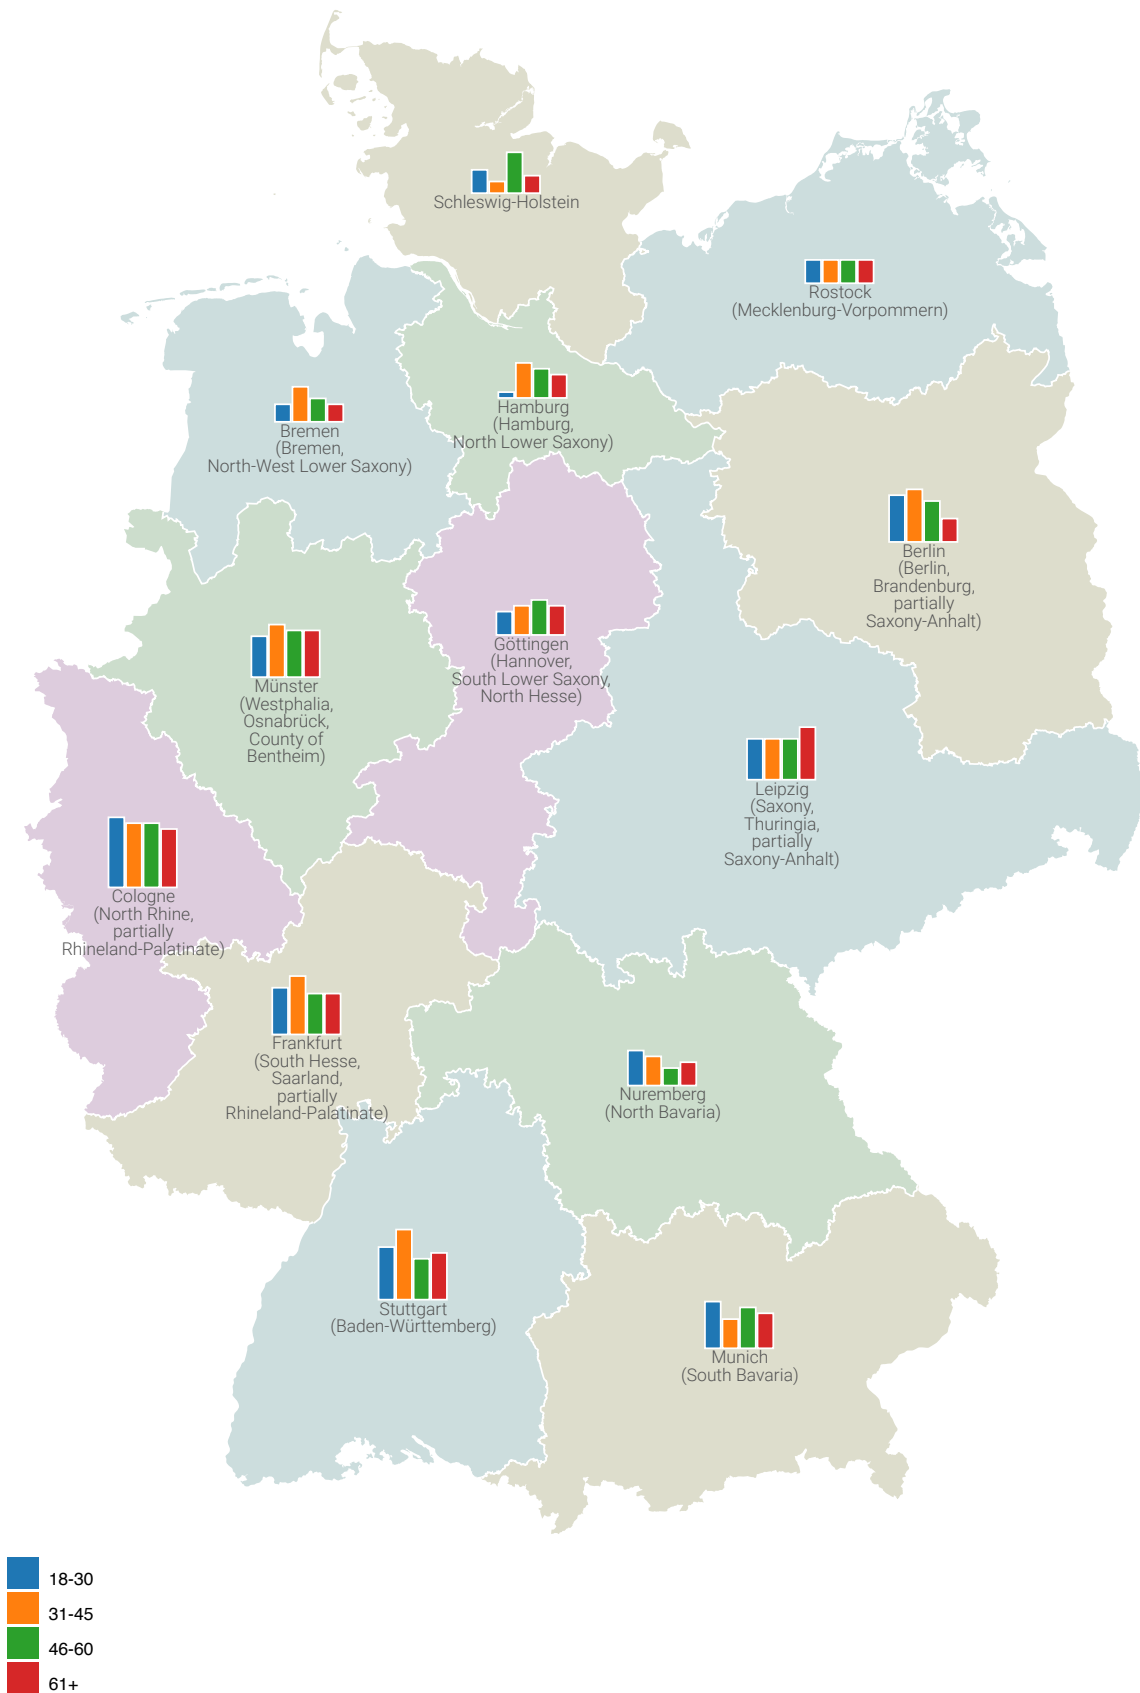 Schleswig-Holstein
Rostock
(Mecklenburg-Vorpommern)
Hamburg
(Hamburg,
North Lower Saxony)
Bremen
(Bremen,
North-West Lower Saxony)
Berlin
(Berlin,
Brandenburg,
partially
Saxony-Anhalt)
Göttingen
(Hannover,
South Lower Saxony,
North Hesse)
Münster
(Westphalia,
Osnabrück,
County of
Bentheim)
Leipzig
(Saxony,
Thuringia,
partially
Saxony-Anhalt)
Cologne
(North Rhine,
partially
Rhineland-Palatinate)
Frankfurt
(South Hesse,
Saarland,
partially
Rhineland-Palatinate)
Nuremberg
(North Bavaria)
Stuttgart
(Baden-Württemberg)
Munich
(South Bavaria)
18-30
31-45
46-60
61+